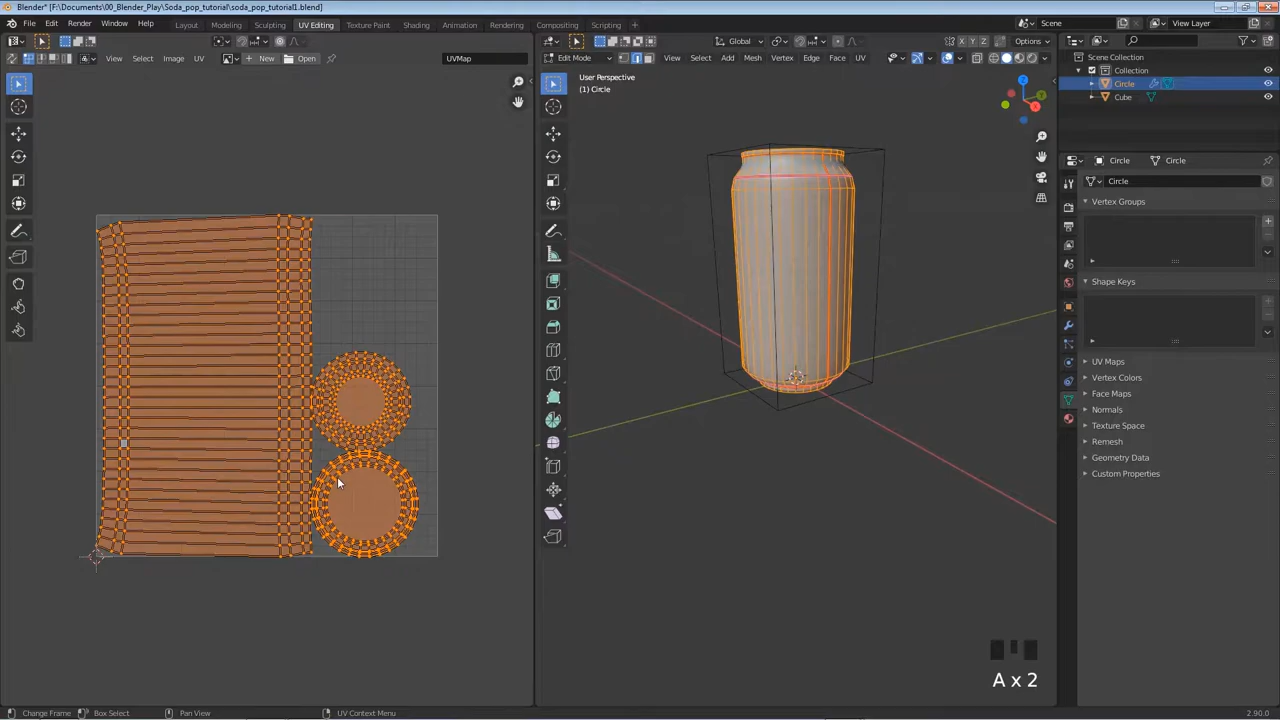 Blender* [F:\Documents\00_Blender_Play\Soda_pop_tutorial\soda_pop_tutorial1.blend]
File Edit Render Window Help Layout Modeling Sculpting UV Editing Texture Paint Shading Animation Rendering Compositing Scripting + Scene View Layer
Global X Y Z Options
View Select Image UV New Open UVMap
Edit Mode View Select Add Mesh Vertex Edge Face UV
User Perspective
(1) Circle
Scene Collection
Collection
Circle
Cube
Circle Circle
Circle
Vertex Groups
Shape Keys
UV Maps
Vertex Colors
Face Maps
Normals
Texture Space
Remesh
Geometry Data
Custom Properties
A x 2
Change Frame Box Select Pan View UV Context Menu 2.90.0